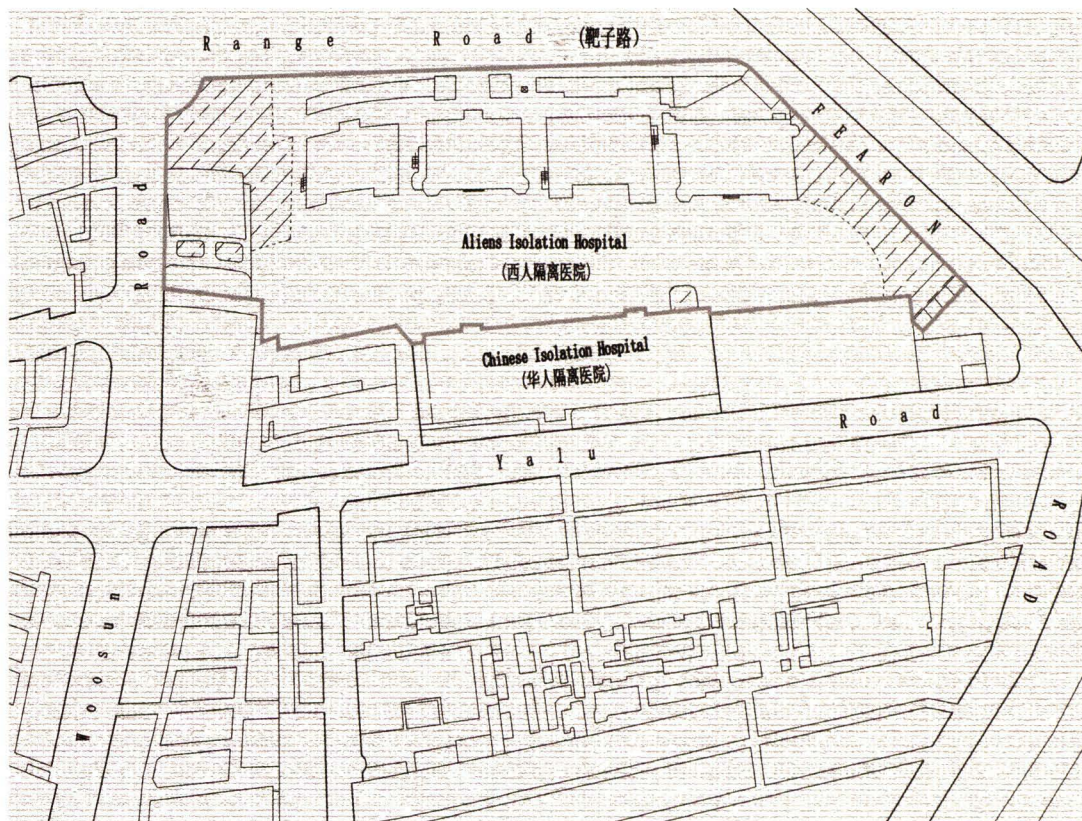 Range Road (靶子路)
FEARON ROAD
Woosun Road
Aliens Isolation Hospital
(西人隔离医院)
Chinese Isolation Hospital
(华人隔离医院)
Yalu Road